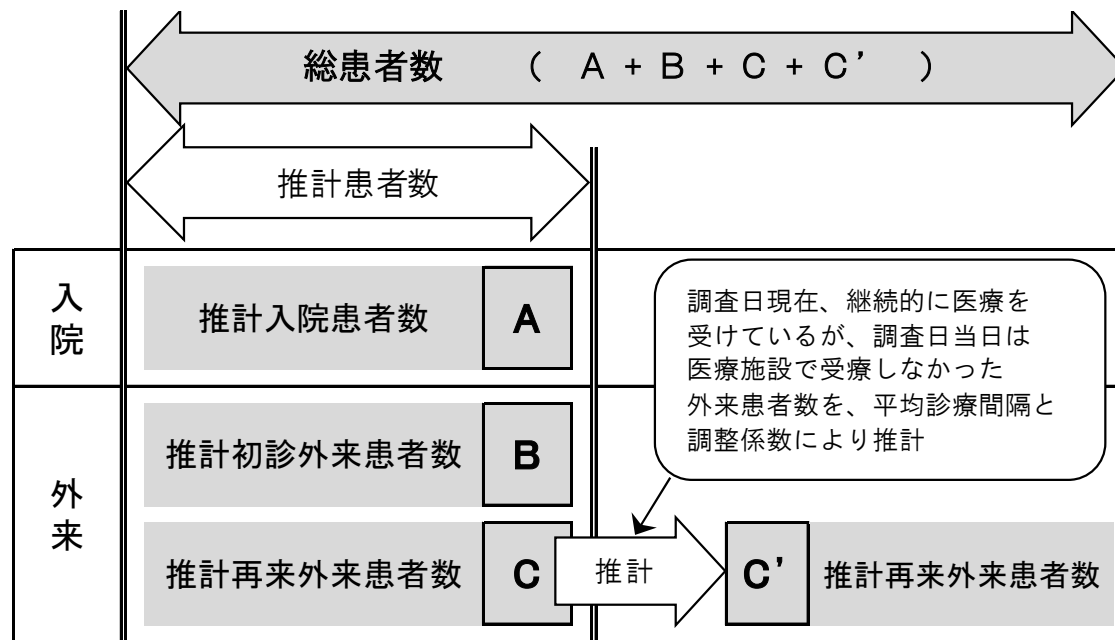 総患者数 （ A + B + C + C’ ）
推計患者数
入院
推計入院患者数 A
調査日現在、継続的に医療を
受けているが、調査日当日は
医療施設で受療しなかった
外来患者数を、平均診療間隔と
調整係数により推計
外来
推計初診外来患者数 B
推計再来外来患者数 C 推計 C’ 推計再来外来患者数